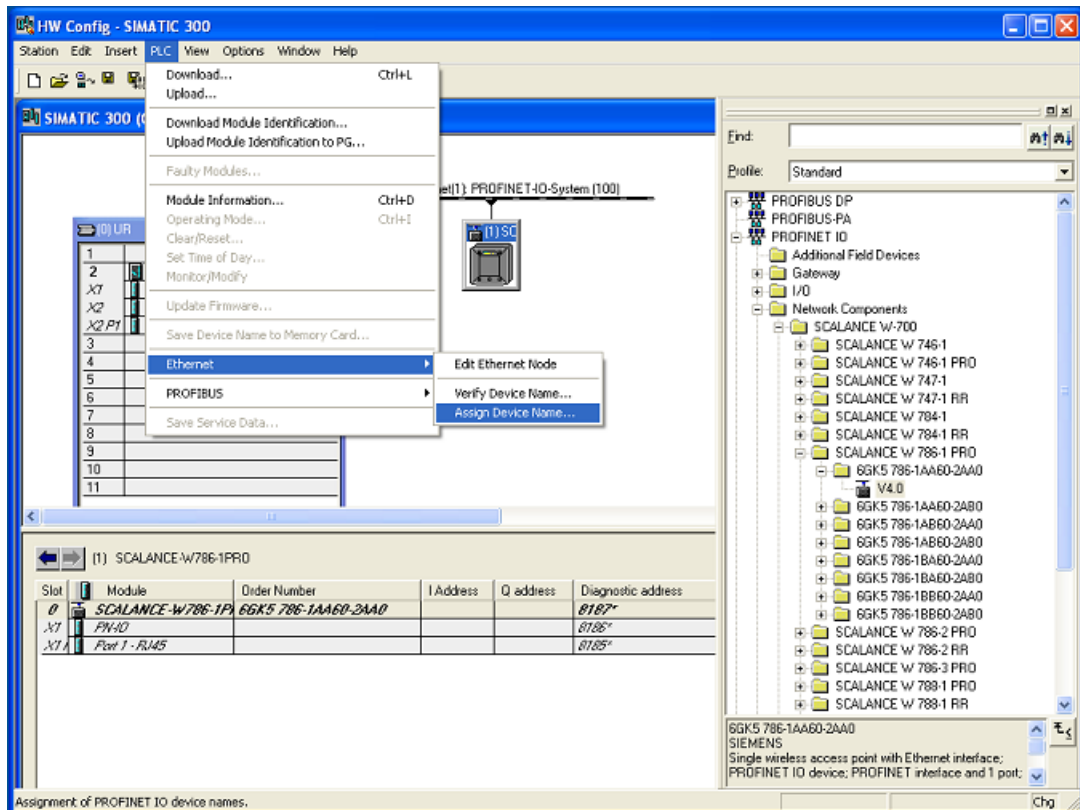 HW Config - SIMATIC 300
Station Edit Insert PLC View Options Window Help
Download... Ctrl+L
Upload...
Download Module Identification...
Upload Module Identification to PG...
Faulty Modules...
Module Information... Ctrl+D
Operating Mode... Ctrl+I
Clear/Reset...
Set Time of Day...
Monitor/Modify
Update Firmware...
Save Device Name to Memory Card...
Ethernet
PROFIBUS
Save Service Data...
Edit Ethernet Node
Verify Device Name...
Assign Device Name...
SIMATIC 300 (
(0) UR
1
2
X1
X2
X2 P1
3
4
5
6
7
8
9
10
11
net(1): PROFINET-IO-System (100)
(1) SC
Find:
Profile: Standard
PROFIBUS DP
PROFIBUS-PA
PROFINET IO
Additional Field Devices
Gateway
I/O
Network Components
SCALANCE W-700
SCALANCE W 746-1
SCALANCE W 746-1 PRO
SCALANCE W 747-1
SCALANCE W 747-1 RR
SCALANCE W 784-1
SCALANCE W 784-1 RR
SCALANCE W 786-1 PRO
6GK5 786-1AA60-2AA0
V4.0
6GK5 786-1AA60-2AB0
6GK5 786-1AB60-2AA0
6GK5 786-1AB60-2AB0
6GK5 786-1BA60-2AA0
6GK5 786-1BA60-2AB0
6GK5 786-1BB60-2AA0
6GK5 786-1BB60-2AB0
SCALANCE W 786-2 PRO
SCALANCE W 786-2 RR
SCALANCE W 786-3 PRO
SCALANCE W 788-1 PRO
SCALANCE W 788-1 RR
(1) SCALANCE-W786-1PRO
Slot Module Order Number I Address Q address Diagnostic address
0 SCALANCE-W786-1P 6GK5 786-1AA60-2AA0 8187*
X1 PN-IO 8186*
X1 Port 1 - RJ45 8185*
6GK5 786-1AA60-2AA0
SIEMENS
Single wireless access point with Ethernet interface;
PROFINET IO device; PROFINET interface and 1 port;
Assignment of PROFINET IO device names. Chg